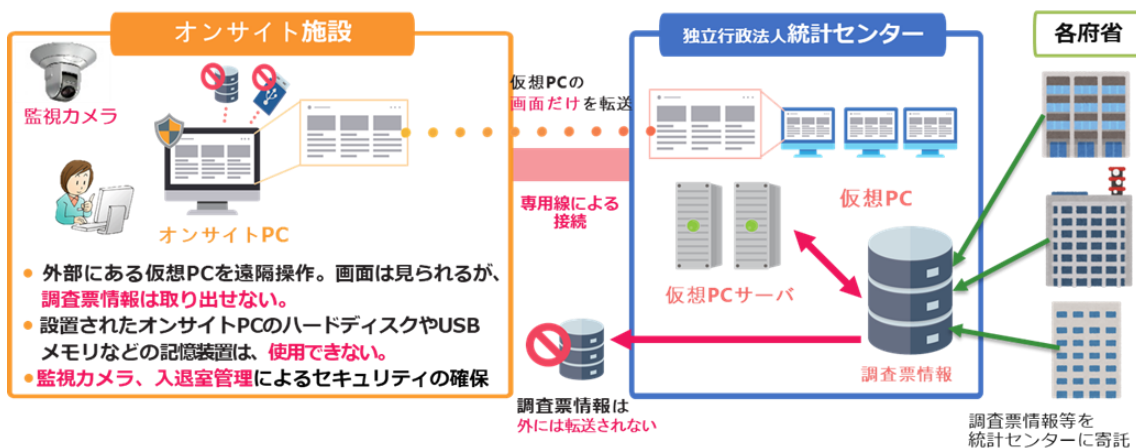 オンサイト施設
監視カメラ
オンサイトPC
外部にある仮想PCを遠隔操作。画面は見られるが、
調査票情報は取り出せない。
設置されたオンサイトPCのハードディスクやUSB
メモリなどの記憶装置は、使用できない。
監視カメラ、入退室管理によるセキュリティの確保
仮想PCの
画面だけを転送
専用線による
接続
調査票情報は
外には転送されない
独立行政法人統計センター
仮想PC
仮想PCサーバ
調査票情報
各府省
調査票情報等を
統計センターに寄託